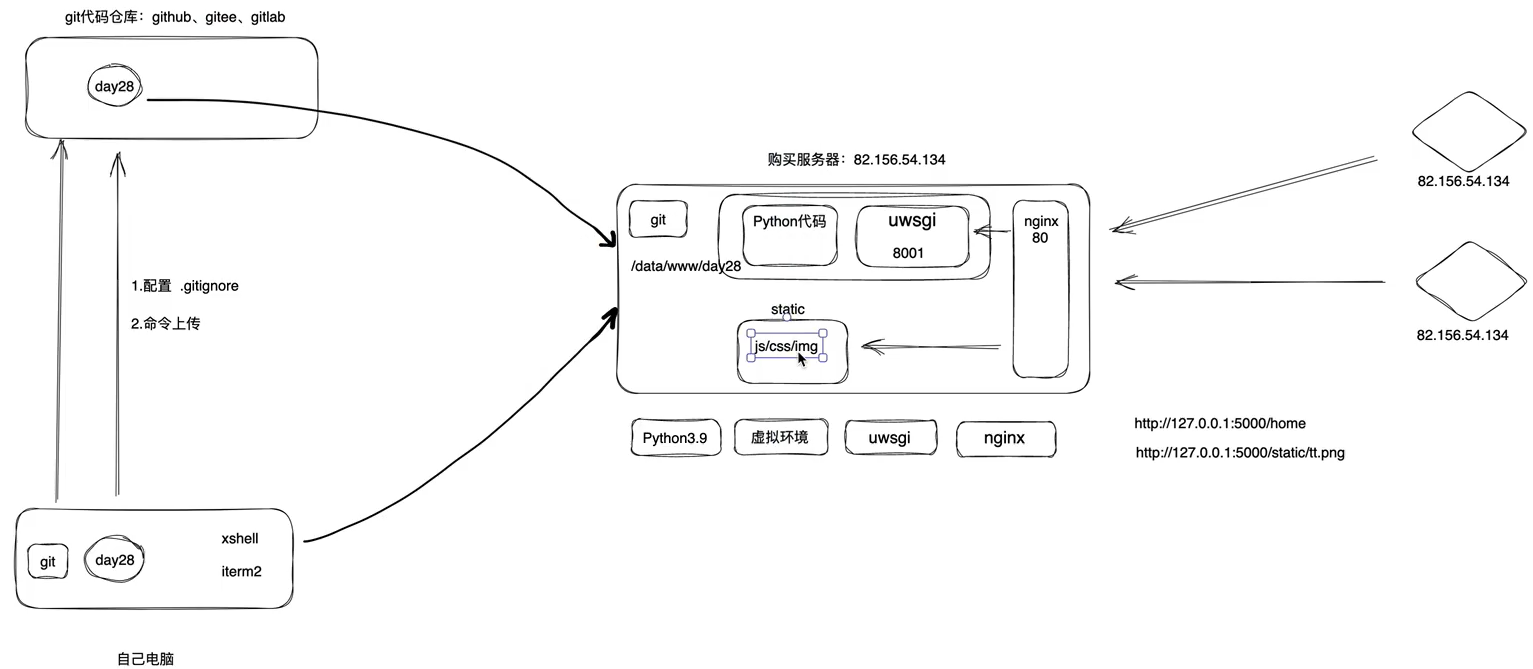 git代码仓库：github、gitee、gitlab
day28
购买服务器：82.156.54.134
82.156.54.134
git
Python代码
uwsgi
8001
nginx
80
/data/www/day28
1.配置  .gitignore
2.命令上传
static
js/css/img
82.156.54.134
Python3.9
虚拟环境
uwsgi
nginx
http://127.0.0.1:5000/home
http://127.0.0.1:5000/static/tt.png
git
day28
xshell
iterm2
自己电脑